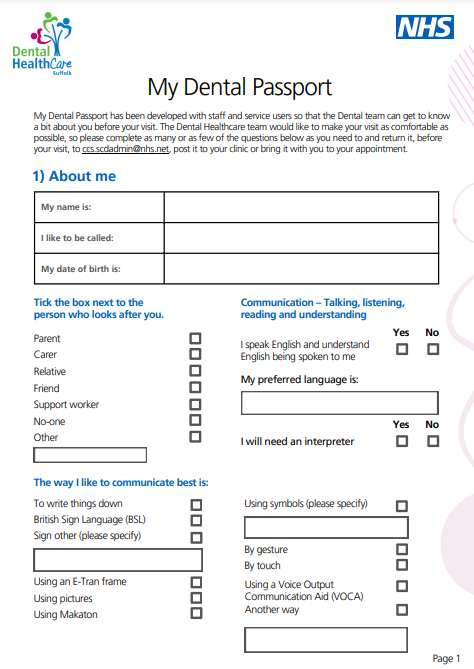 Dental
HealthCare
Suffolk
NHS
My Dental Passport
My Dental Passport has been developed with staff and service users so that the Dental team can get to know
a bit about you before your visit. The Dental Healthcare team would like to make your visit as comfortable as
possible, so please complete as many or as few of the questions below as you need to and return it, before
your visit, to ccs.scdadmin@nhs.net, post it to your clinic or bring it with you to your appointment.
1) About me
My name is:
I like to be called:
My date of birth is:
Tick the box next to the
person who looks after you.
Parent
Carer
Relative
Friend
Support worker
No-one
Other
Communication – Talking, listening,
reading and understanding
Yes No
I speak English and understand
English being spoken to me
My preferred language is:
Yes No
I will need an interpreter
The way I like to communicate best is:
To write things down
British Sign Language (BSL)
Sign other (please specify)
Using an E-Tran frame
Using pictures
Using Makaton
Using symbols (please specify)
By gesture
By touch
Using a Voice Output
Communication Aid (VOCA)
Another way
Page 1